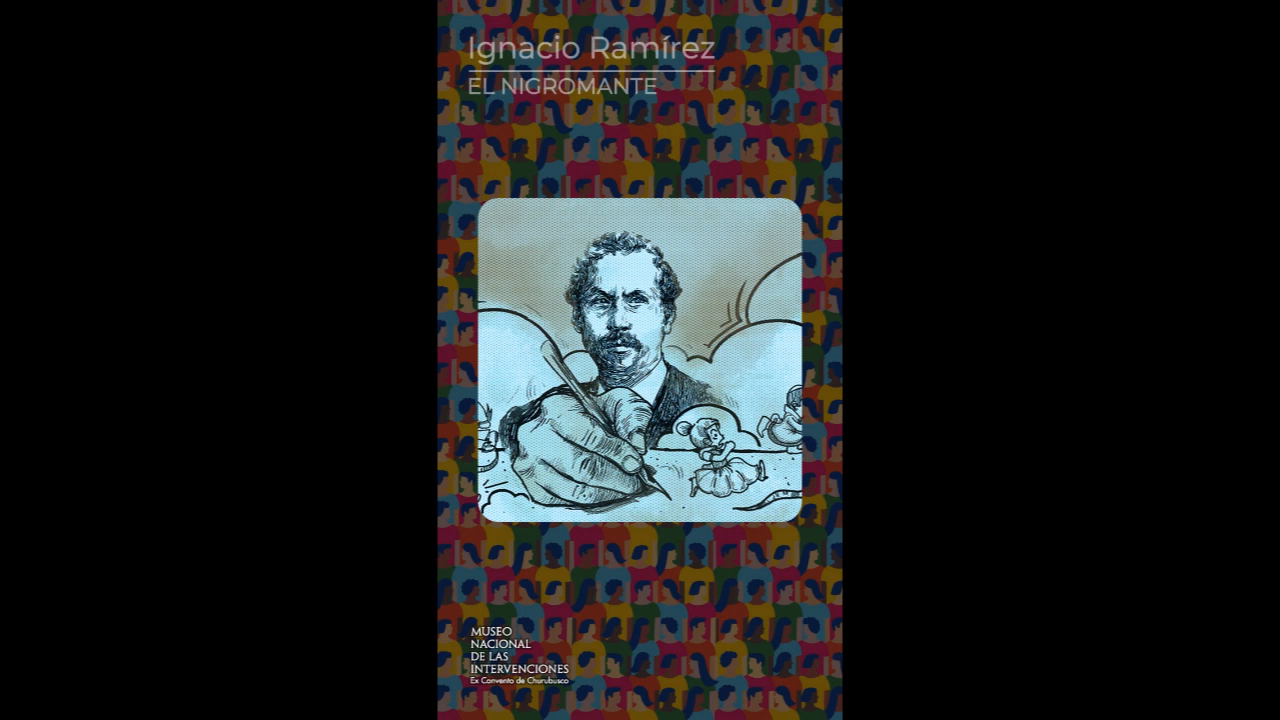 Ignacio Ramírez
EL NIGROMANTE
MUSEO
NACIONAL
DE LAS
INTERVENCIONES
Ex Convento de Churubusco